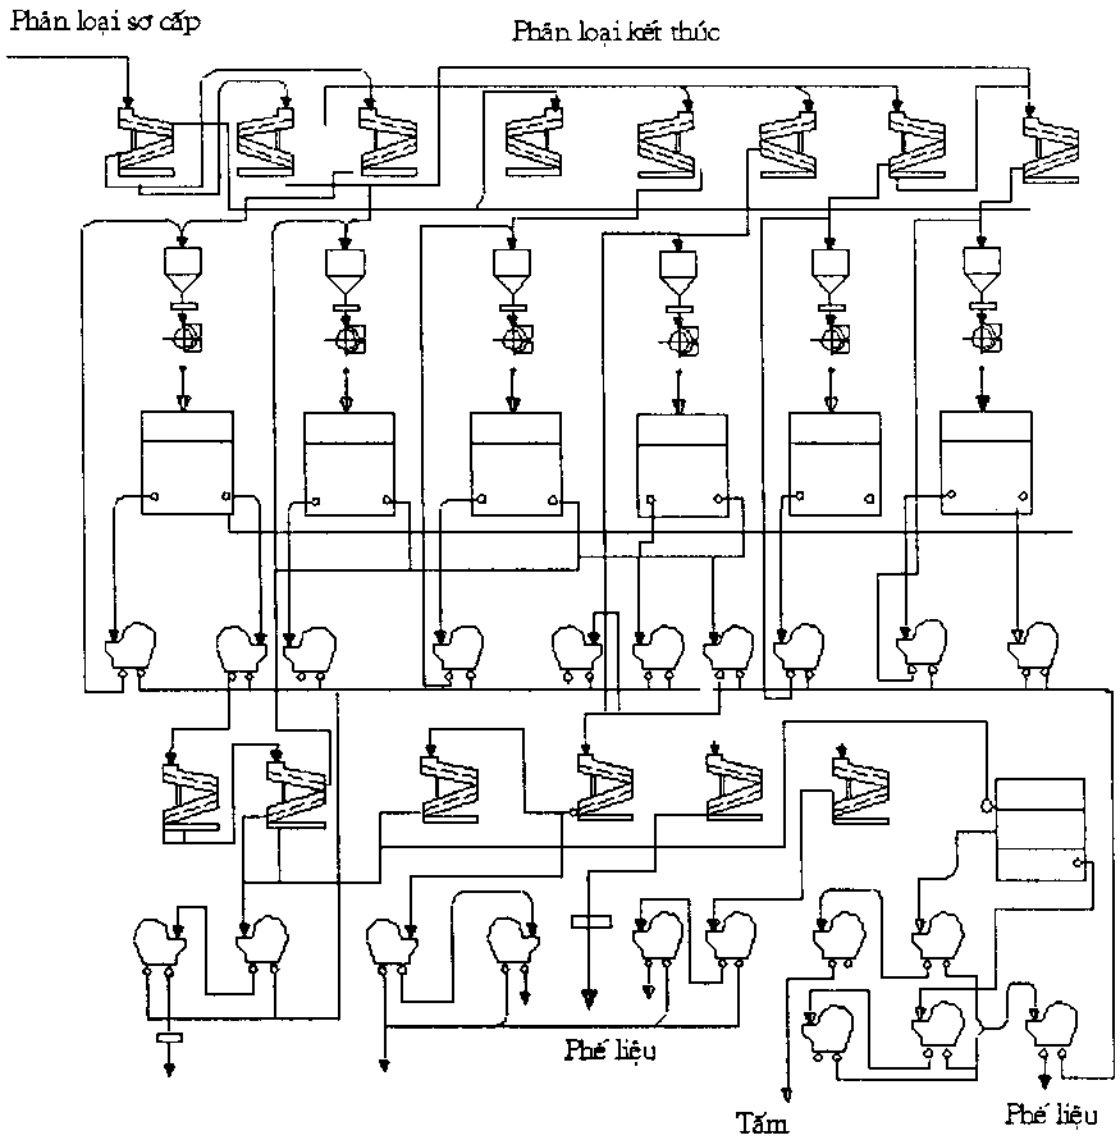 Phân loại sơ cấp
Phân loại kết thúc
Phế liệu
Tấm
Phế liệu